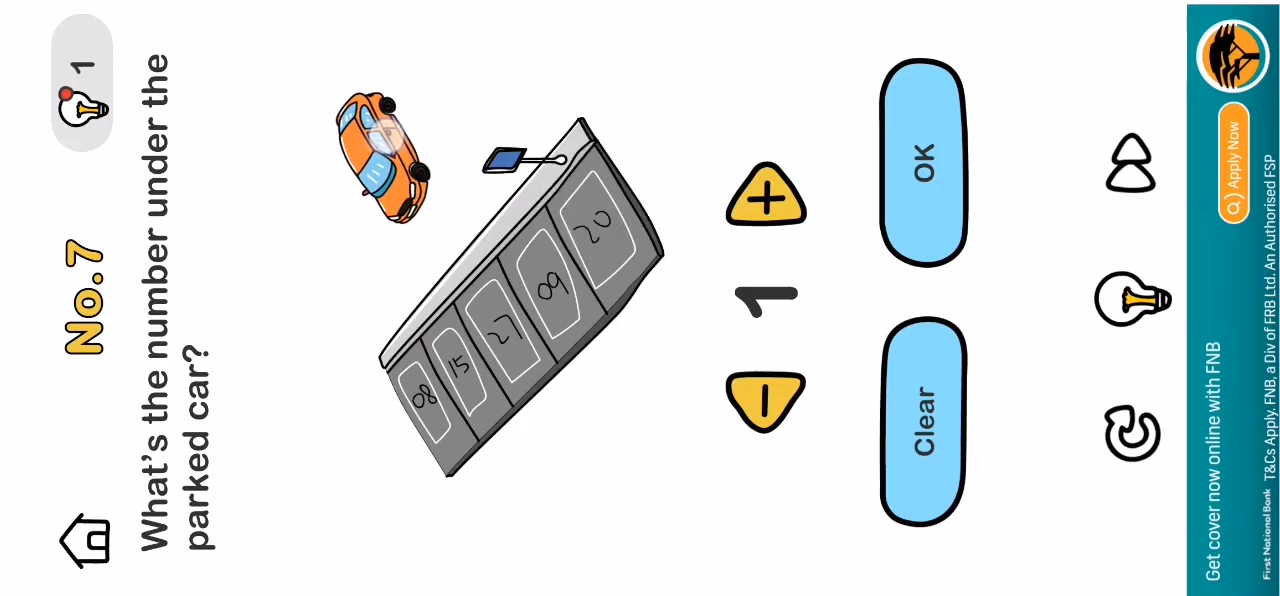 1
No.7
What's the number under the
parked car?
08
15
27
09
20
− 1 +
Clear
OK
Get cover now online with FNB
Apply Now
First National Bank T&Cs Apply. FNB, a Div of FRB Ltd. An Authorised FSP